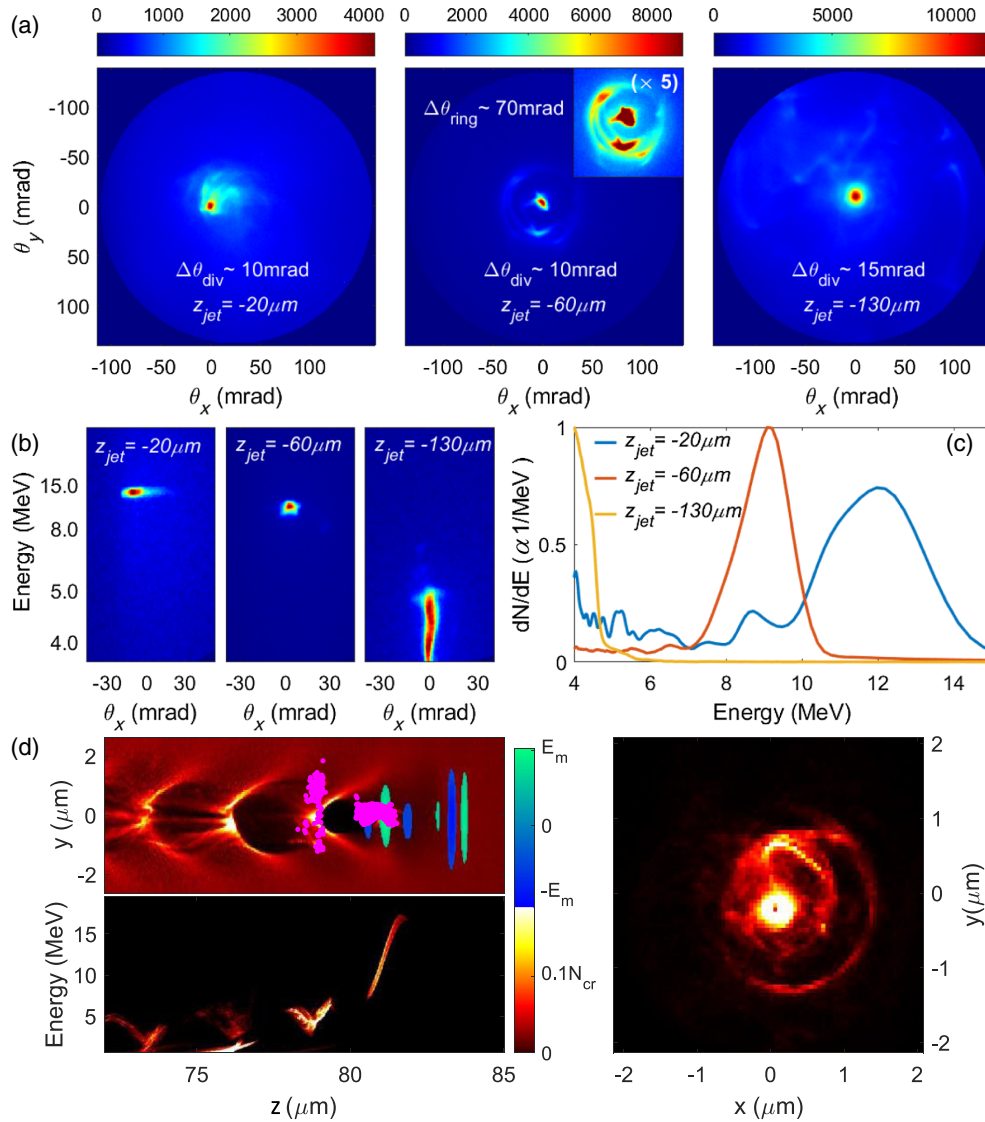 (a)
0 1000 2000 3000 4000
0 2000 4000 6000 8000
0 5000 10000
θy (mrad)
-100
-50
0
50
100
Δθdiv ~ 10mrad
zjet= -20μm
-100 -50 0 50 100
θx (mrad)
Δθring ~ 70mrad
(× 5)
Δθdiv ~ 10mrad
zjet= -60μm
-100 -50 0 50 100
θx (mrad)
Δθdiv ~ 15mrad
zjet= -130μm
-100 -50 0 50 100
θx (mrad)
(b)
Energy (MeV)
15.0
8.0
5.0
4.0
zjet= -20μm
zjet= -60μm
zjet= -130μm
-30 0 30
-30 0 30
-30 0 30
θx (mrad)
θx (mrad)
θx (mrad)
(c)
dN/dE (α1/MeV)
1
0.5
0
zjet= -20μm
zjet= -60μm
zjet= -130μm
4 6 8 10 12 14
Energy (MeV)
(d)
y (μm)
2
0
-2
Em
0
-Em
0.1Ncr
0
Energy (MeV)
15
10
5
75 80 85
z (μm)
2
1
0
-1
-2
y(μm)
-2 -1 0 1 2
x (μm)